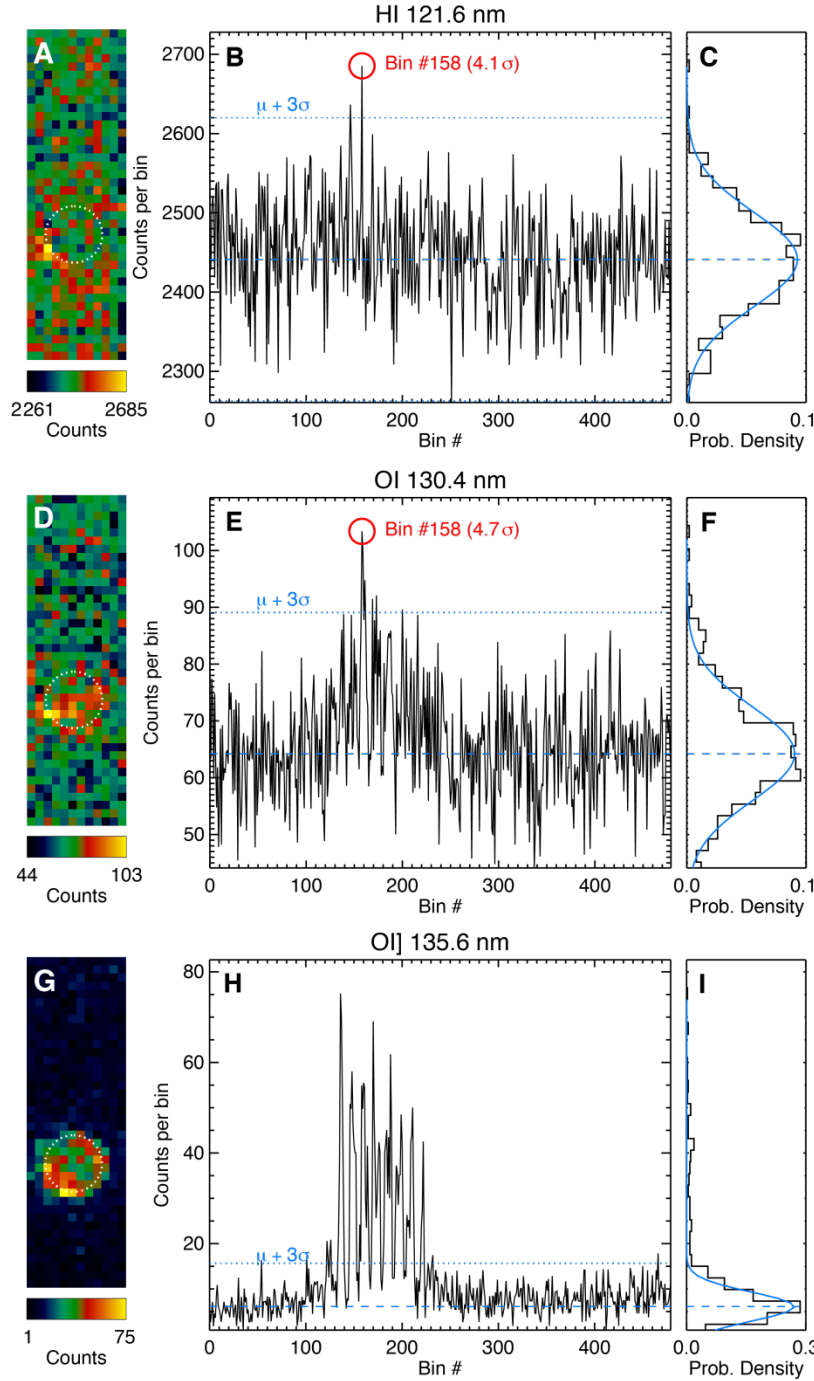 HI 121.6 nm
A
B
C
Bin #158 (4.1σ)
μ + 3σ
2700
2600
2500
2400
2300
Counts per bin
2261 2685
Counts
0 100 200 300 400
Bin #
0.0 0.1
Prob. Density
OI 130.4 nm
D
E
F
Bin #158 (4.7σ)
μ + 3σ
100
90
80
70
60
50
Counts per bin
44 103
Counts
0 100 200 300 400
Bin #
0.0 0.1
Prob. Density
OI] 135.6 nm
G
H
I
80
60
40
20
Counts per bin
μ + 3σ
1 75
Counts
0 100 200 300 400
Bin #
0.0 0.3
Prob. Density